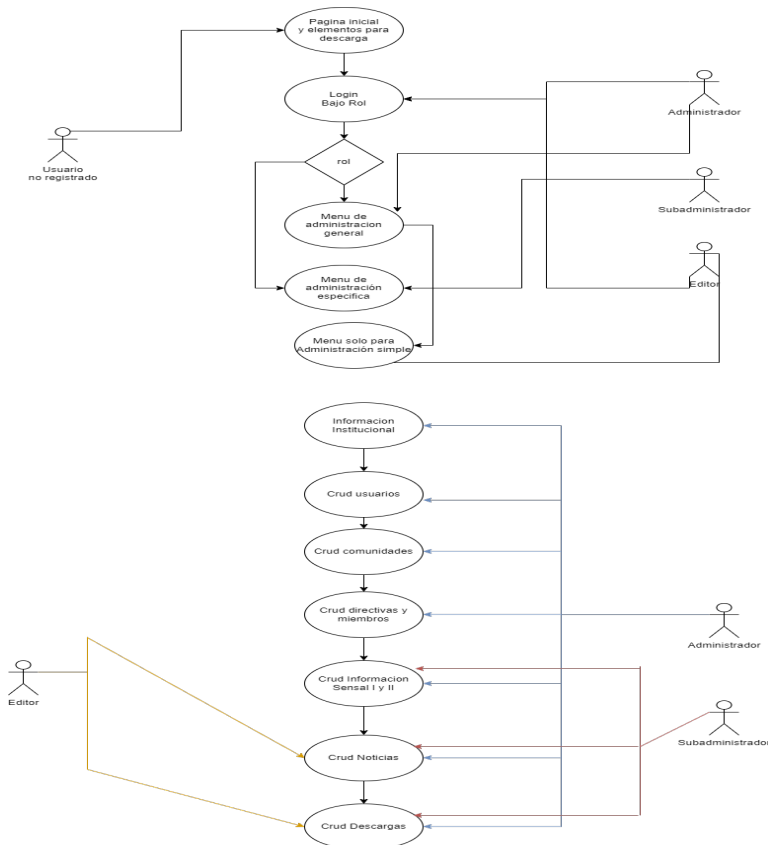 Pagina inicial
y elementos para
descarga
Login
Bajo Rol
Administrador
Usuario
no registrado
rol
Subadministrador
Menu de
administracion
general
Editor
Menu de
administración
especifica
Menu solo para
Administración simple
Informacion
Institucional
Crud usuarios
Crud comunidades
Crud directivas y
miembros
Administrador
Crud Informacion
Sensal I y II
Editor
Subadministrador
Crud Noticias
Crud Descargas